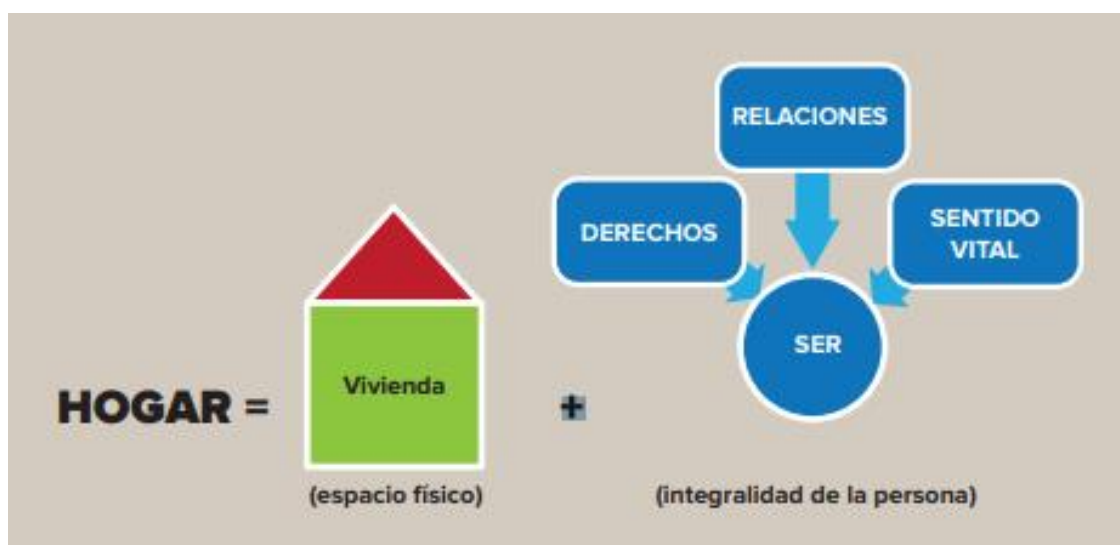 RELACIONES
DERECHOS
SENTIDO
VITAL
SER
HOGAR =
Vivienda
+
(espacio físico)
(integralidad de la persona)